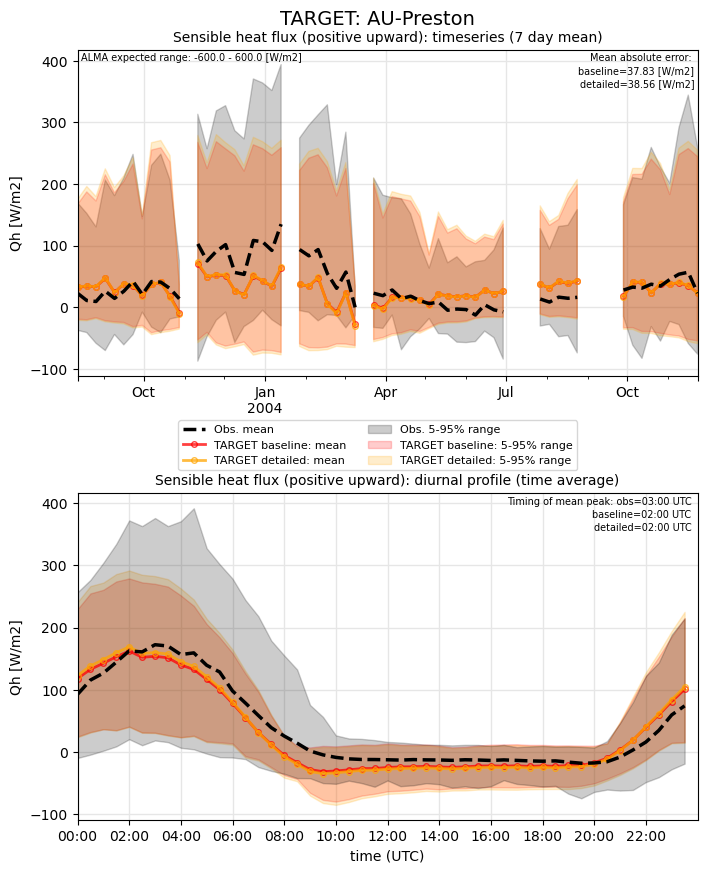 TARGET: AU-Preston
Sensible heat flux (positive upward): timeseries (7 day mean)
ALMA expected range: -600.0 - 600.0 [W/m2]
Mean absolute error:
baseline=37.83 [W/m2]
detailed=38.56 [W/m2]
400
300
200
100
0
−100
Qh [W/m2]
Oct
Jan
2004
Apr
Jul
Oct
Obs. mean
TARGET baseline: mean
TARGET detailed: mean
Obs. 5-95% range
TARGET baseline: 5-95% range
TARGET detailed: 5-95% range
Sensible heat flux (positive upward): diurnal profile (time average)
Timing of mean peak: obs=03:00 UTC
baseline=02:00 UTC
detailed=02:00 UTC
400
300
200
100
0
−100
Qh [W/m2]
00:00 02:00 04:00 06:00 08:00 10:00 12:00 14:00 16:00 18:00 20:00 22:00
time (UTC)